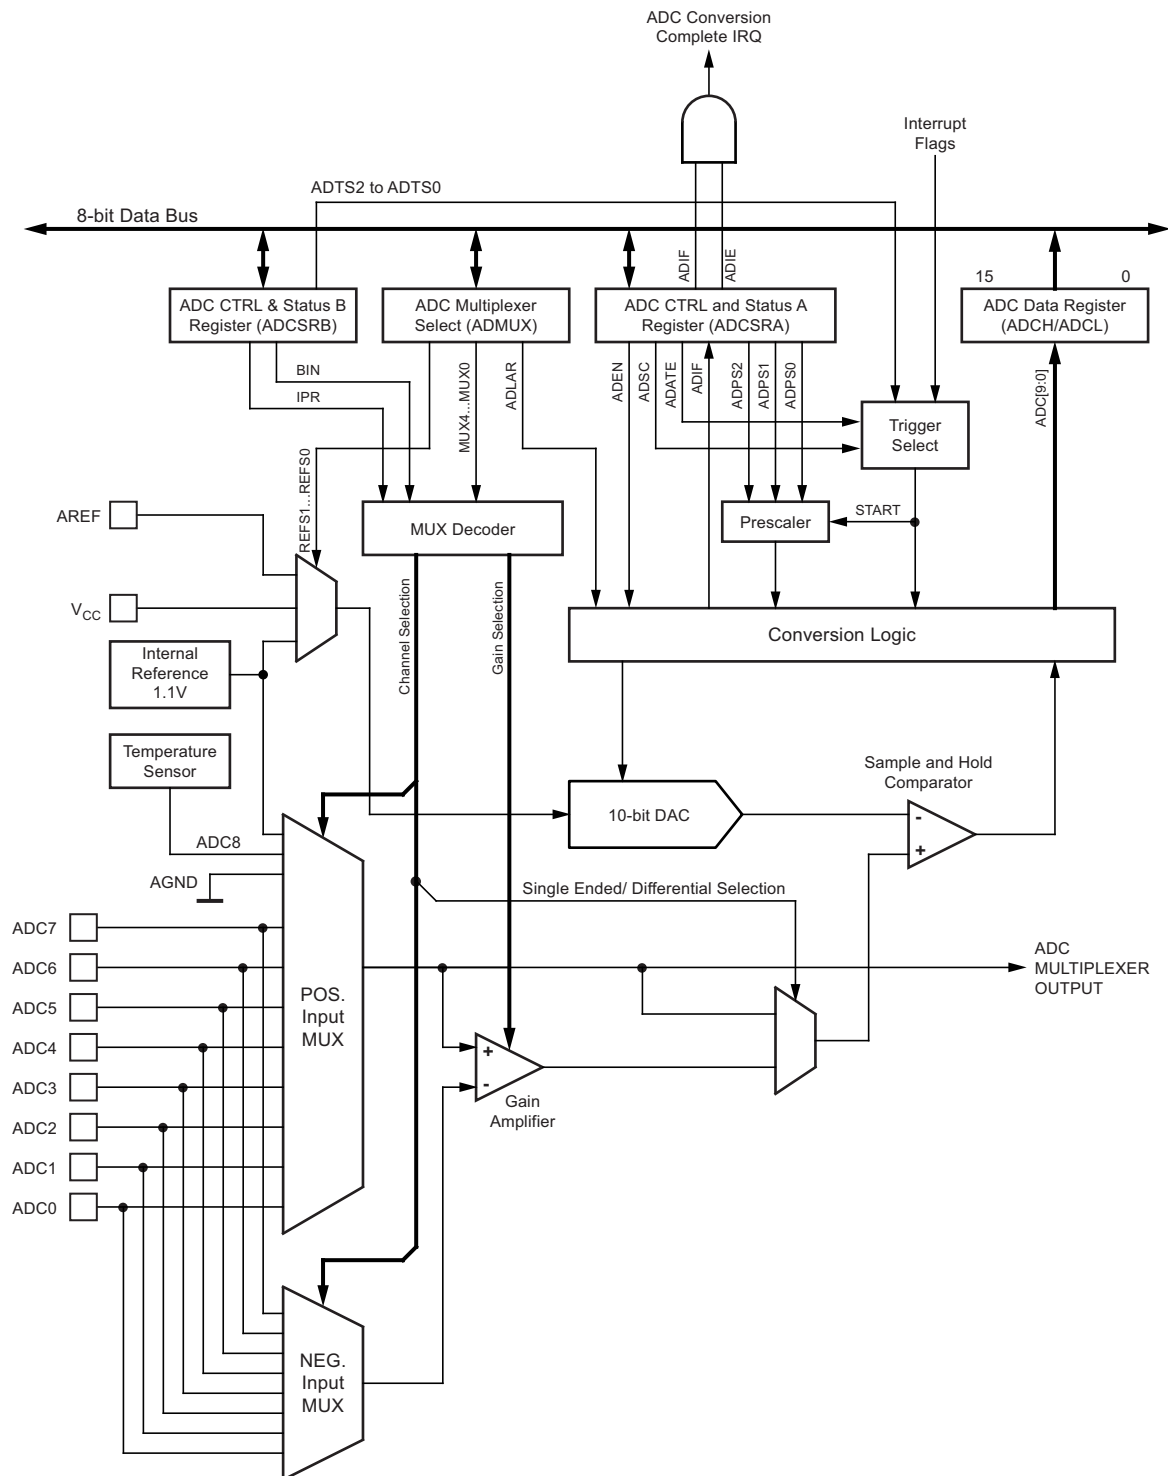 ADC Conversion
Complete IRQ
Interrupt
Flags
ADTS2 to ADTS0
8-bit Data Bus
ADIF
ADIE
15
0
ADC CTRL & Status B
Register (ADCSRB)
ADC Multiplexer
Select (ADMUX)
ADC CTRL and Status A
Register (ADCSRA)
ADC Data Register
(ADCH/ADCL)
BIN
IPR
REFS1...REFS0
MUX4...MUX0
ADLAR
ADEN
ADSC
ADATE
ADIF
ADPS2
ADPS1
ADPS0
ADC[9:0]
Trigger
Select
AREF
MUX Decoder
Prescaler
START
VCC
Channel Selection
Gain Selection
Conversion Logic
Internal
Reference
1.1V
Temperature
Sensor
Sample and Hold
Comparator
10-bit DAC
-
+
ADC8
AGND
Single Ended/ Differential Selection
ADC7
ADC6
ADC5
ADC4
ADC3
ADC2
ADC1
ADC0
POS.
Input
MUX
ADC
MULTIPLEXER
OUTPUT
+
-
Gain
Amplifier
NEG.
Input
MUX